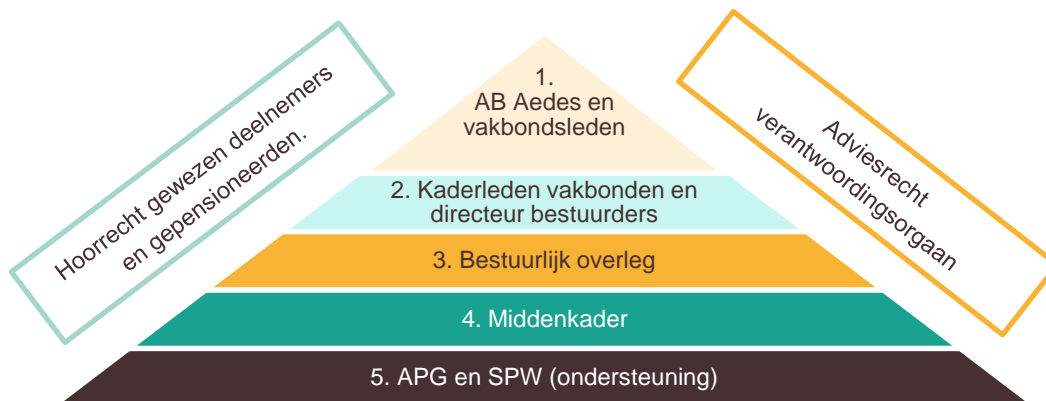 Hoorrecht gewezen deelnemers
en gepensioneerden.
1.
AB Aedes en
vakbondsleden
2. Kaderleden vakbonden en
directeur bestuurders
3. Bestuurlijk overleg
4. Middenkader
5. APG en SPW (ondersteuning)
Adviesrecht
verantwoordingsorgaan